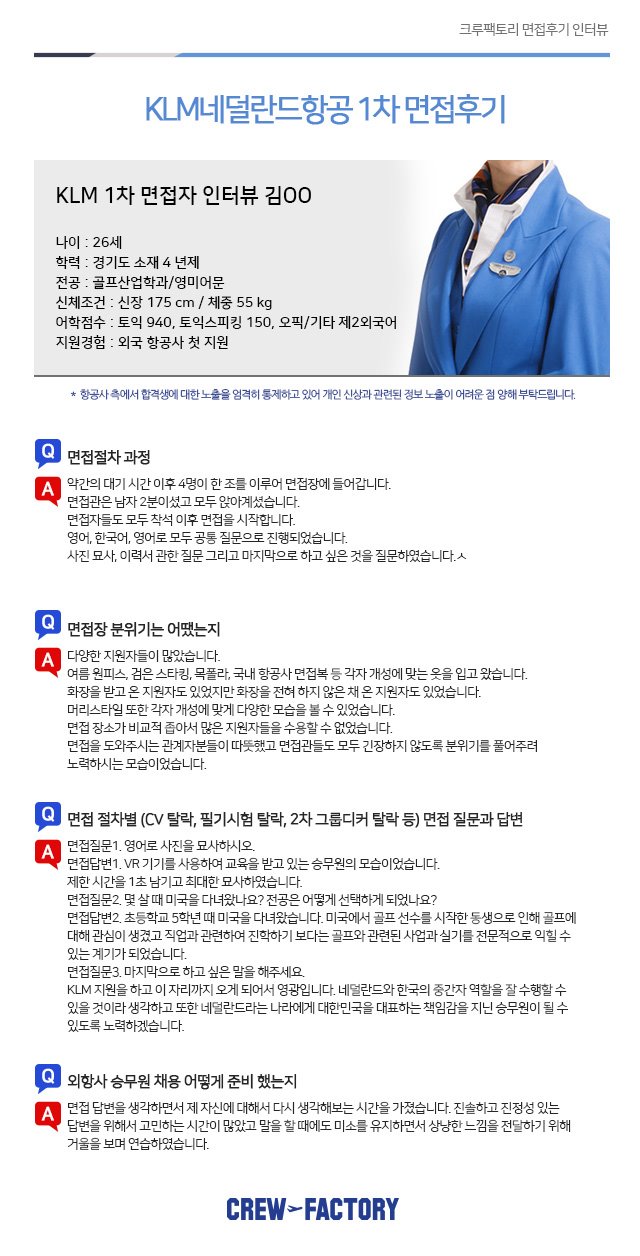 크루팩토리 면접후기 인터뷰
KLM네덜란드항공 1차 면접후기
KLM 1차 면접자 인터뷰 김OO
나이 : 26세
학력 : 경기도 소재 4 년제
전공 : 골프산업학과/영미어문
신체조건 : 신장 175 cm / 체중 55 kg
어학점수 : 토익 940, 토익스피킹 150, 오픽/기타 제2외국어
지원경험 : 외국 항공사 첫 지원
* 항공사 측에서 합격생에 대한 노출을 엄격히 통제하고 있어 개인 신상과 관련된 정보 노출이 어려운 점 양해 부탁드립니다.
Q 면접절차 과정
A 약간의 대기 시간 이후 4명이 한 조를 이루어 면접장에 들어갑니다.
면접관은 남자 2분이셨고 모두 앉아계셨습니다.
면접자들도 모두 착석 이후 면접을 시작합니다.
영어, 한국어, 영어로 모두 공통 질문으로 진행되었습니다.
사진 묘사, 이력서 관한 질문 그리고 마지막으로 하고 싶은 것을 질문하였습니다.ㅅ
Q 면접장 분위기는 어땠는지
A 다양한 지원자들이 많았습니다.
여름 원피스, 검은 스타킹, 목폴라, 국내 항공사 면접복 등 각자 개성에 맞는 옷을 입고 왔습니다.
화장을 받고 온 지원자도 있었지만 화장을 전혀 하지 않은 채 온 지원자도 있었습니다.
머리스타일 또한 각자 개성에 맞게 다양한 모습을 볼 수 있었습니다.
면접 장소가 비교적 좁아서 많은 지원자들을 수용할 수 없었습니다.
면접을 도와주시는 관계자분들이 따뜻했고 면접관들도 모두 긴장하지 않도록 분위기를 풀어주려
노력하시는 모습이었습니다.
Q 면접 절차별 (CV 탈락, 필기시험 탈락, 2차 그룹디커 탈락 등) 면접 질문과 답변
A 면접질문1. 영어로 사진을 묘사하시오.
면접답변1. VR 기기를 사용하여 교육을 받고 있는 승무원의 모습이었습니다.
제한 시간을 1초 남기고 최대한 묘사하였습니다.
면접질문2. 몇 살 때 미국을 다녀왔나요? 전공은 어떻게 선택하게 되었나요?
면접답변2. 초등학교 5학년 때 미국을 다녀왔습니다. 미국에서 골프 선수를 시작한 동생으로 인해 골프에
대해 관심이 생겼고 직업과 관련하여 진학하기 보다는 골프와 관련된 사업과 실기를 전문적으로 익힐 수
있는 계기가 되었습니다.
면접질문3. 마지막으로 하고 싶은 말을 해주세요.
KLM 지원을 하고 이 자리까지 오게 되어서 영광입니다. 네덜란드와 한국의 중간자 역할을 잘 수행할 수
있을 것이라 생각하고 또한 네덜란드라는 나라에게 대한민국을 대표하는 책임감을 지닌 승무원이 될 수
있도록 노력하겠습니다.
Q 외항사 승무원 채용 어떻게 준비 했는지
A 면접 답변을 생각하면서 제 자신에 대해서 다시 생각해보는 시간을 가졌습니다. 진솔하고 진정성 있는
답변을 위해서 고민하는 시간이 많았고 말을 할 때에도 미소를 유지하면서 상냥한 느낌을 전달하기 위해
거울을 보며 연습하였습니다.
CREW FACTORY